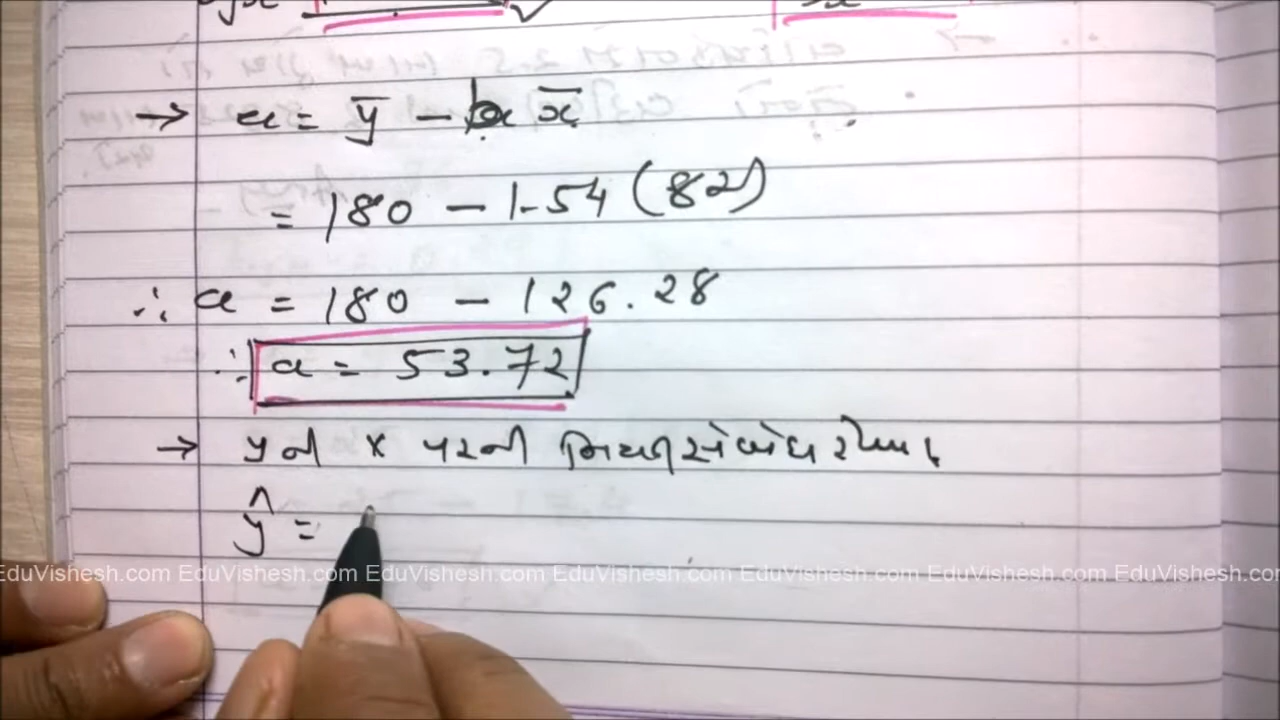 → a = y̅ - b x̅
= 180 - 1.54 (82)
∴ a = 180 - 126.28
∴ a = 53.72
→ y ની x પરની નિયતસંબંધ રેખા,
ŷ =
EduVishesh.com EduVishesh.com EduVishesh.com EduVishesh.com EduVishesh.com EduVishesh.com EduVishesh.com